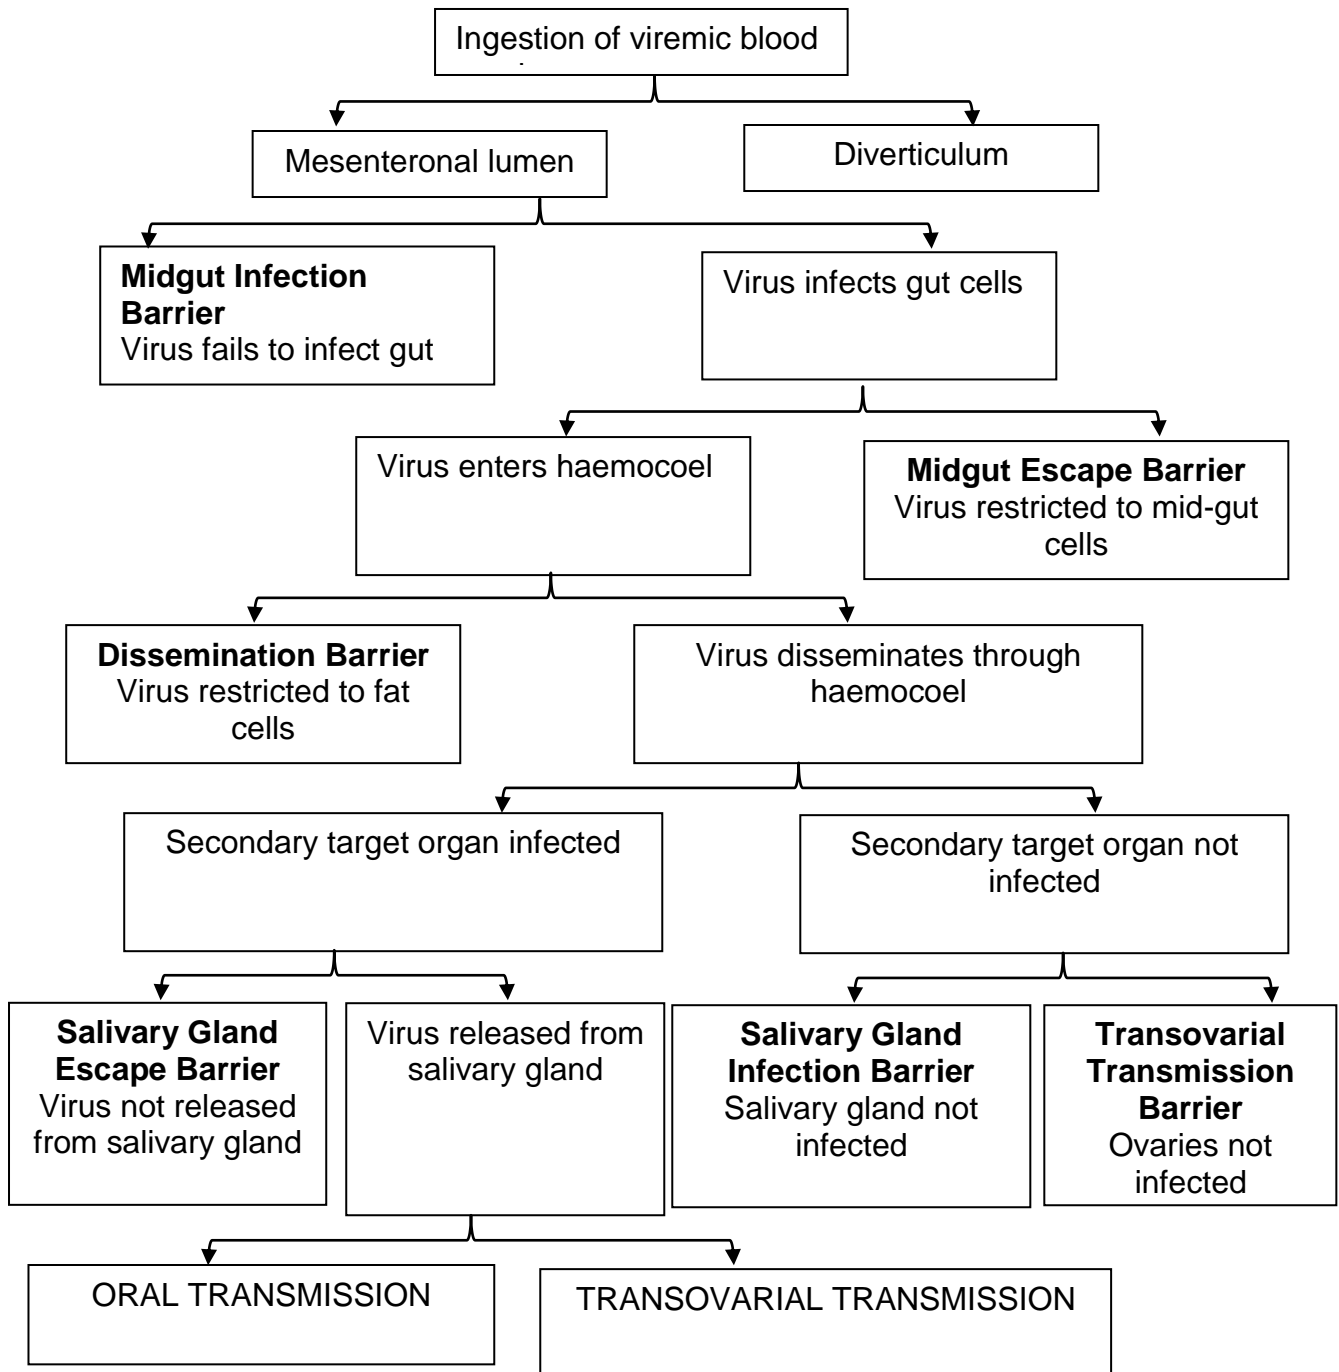 Ingestion of viremic blood
Mesenteronal lumen
Diverticulum
Midgut Infection
Barrier
Virus fails to infect gut
Virus infects gut cells
Virus enters haemocoel
Midgut Escape Barrier
Virus restricted to mid-gut
cells
Dissemination Barrier
Virus restricted to fat
cells
Virus disseminates through
haemocoel
Secondary target organ infected
Secondary target organ not
infected
Salivary Gland
Escape Barrier
Virus not released
from salivary gland
Virus released from
salivary gland
Salivary Gland
Infection Barrier
Salivary gland not
infected
Transovarial
Transmission
Barrier
Ovaries not
infected
ORAL TRANSMISSION
TRANSOVARIAL TRANSMISSION